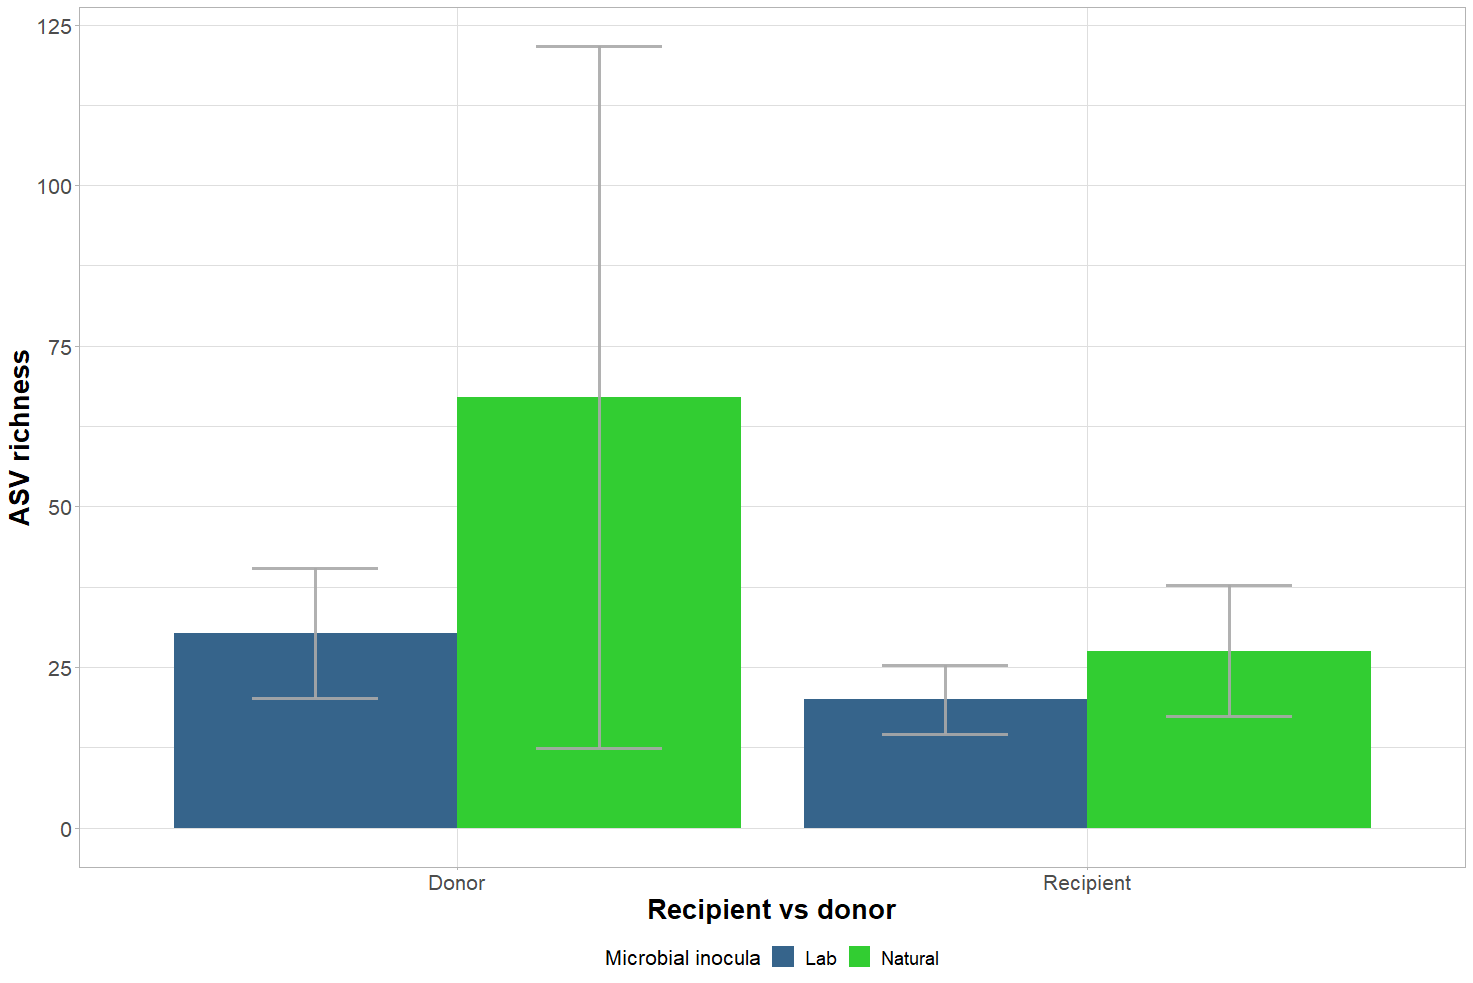 125
100
75
50
25
0
ASV richness
Donor Recipient
Recipient vs donor
Microbial inocula Lab Natural